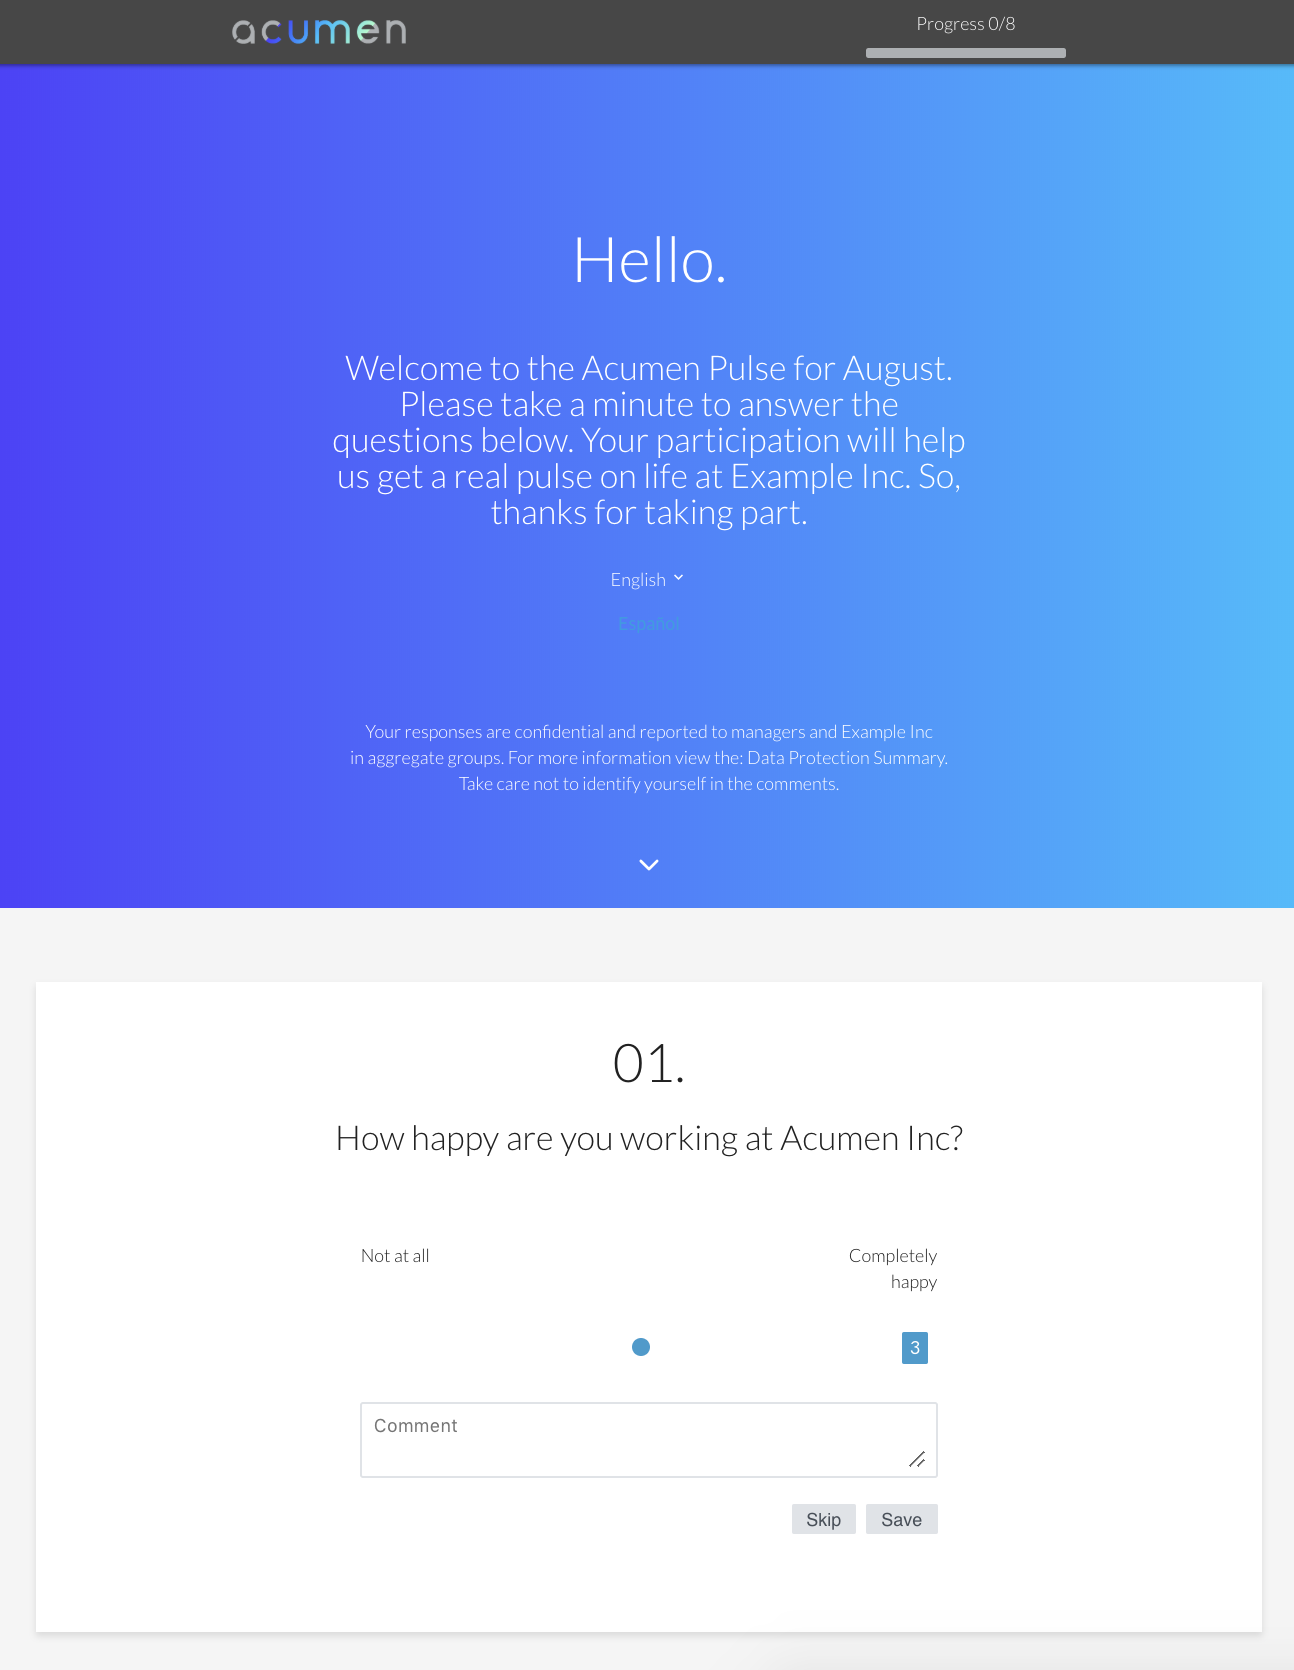 acumen
Progress 0/8
Hello.
Welcome to the Acumen Pulse for August.
Please take a minute to answer the
questions below. Your participation will help
us get a real pulse on life at Example Inc. So,
thanks for taking part.
English
Español
Your responses are confidential and reported to managers and Example Inc
in aggregate groups. For more information view the: Data Protection Summary.
Take care not to identify yourself in the comments.
01.
How happy are you working at Acumen Inc?
Not at all
Completely
happy
3
Comment
Skip Save